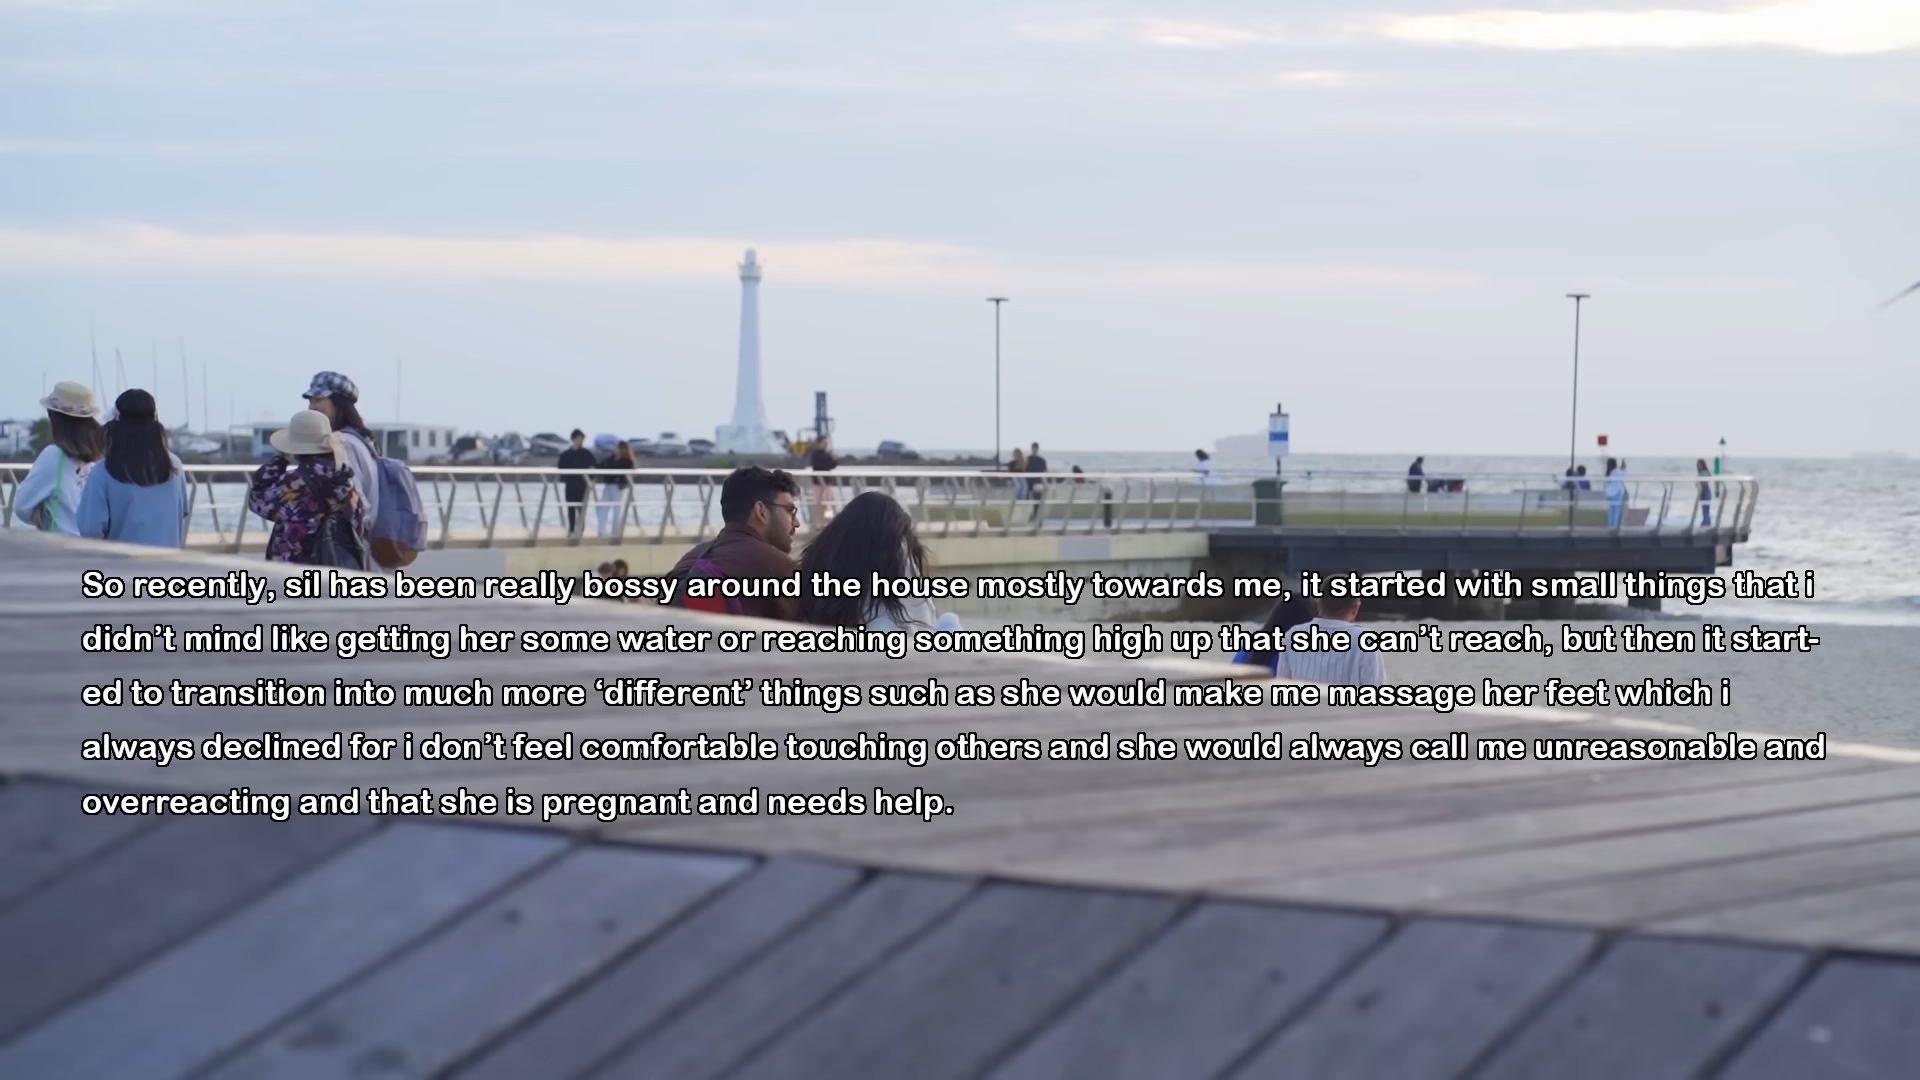 So recently, sil has been really bossy around the house mostly towards me, it started with small things that i
didn’t mind like getting her some water or reaching something high up that she can’t reach, but then it start-
ed to transition into much more ‘different’ things such as she would make me massage her feet which i
always declined for i don’t feel comfortable touching others and she would always call me unreasonable and
overreacting and that she is pregnant and needs help.